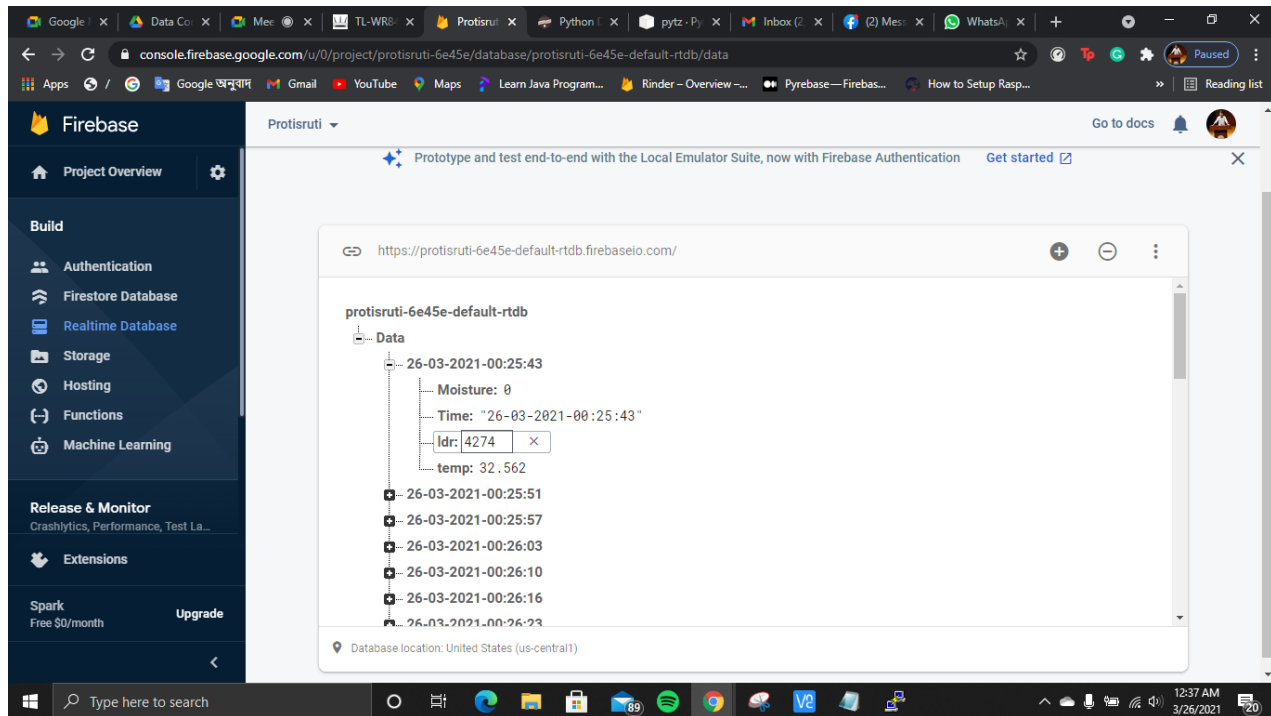 Google
Data Co
Mee
TL-WR84
Protisrut
Python
pytz · Py
Inbox (2,
(2) Mess
WhatsA
console.firebase.google.com/u/0/project/protisruti-6e45e/database/protisruti-6e45e-default-rtdb/data
Paused
Apps
/
Google অনুবাদ
Gmail
YouTube
Maps
Learn Java Program...
Rinder – Overview –...
Pyrebase—Firebas...
How to Setup Rasp...
»
Reading list
Firebase
Protisruti
Go to docs
Prototype and test end-to-end with the Local Emulator Suite, now with Firebase Authentication
Get started
Project Overview
Build
Authentication
Firestore Database
Realtime Database
Storage
Hosting
Functions
Machine Learning
Release & Monitor
Crashlytics, Performance, Test La...
Extensions
Spark
Free $0/month
Upgrade
https://protisruti-6e45e-default-rtdb.firebaseio.com/
protisruti-6e45e-default-rtdb
Data
26-03-2021-00:25:43
Moisture: 0
Time: "26-03-2021-00:25:43"
ldr: 4274
temp: 32.562
26-03-2021-00:25:51
26-03-2021-00:25:57
26-03-2021-00:26:03
26-03-2021-00:26:10
26-03-2021-00:26:16
26-03-2021-00:26:23
Database location: United States (us-central1)
Type here to search
89
12:37 AM
3/26/2021
20